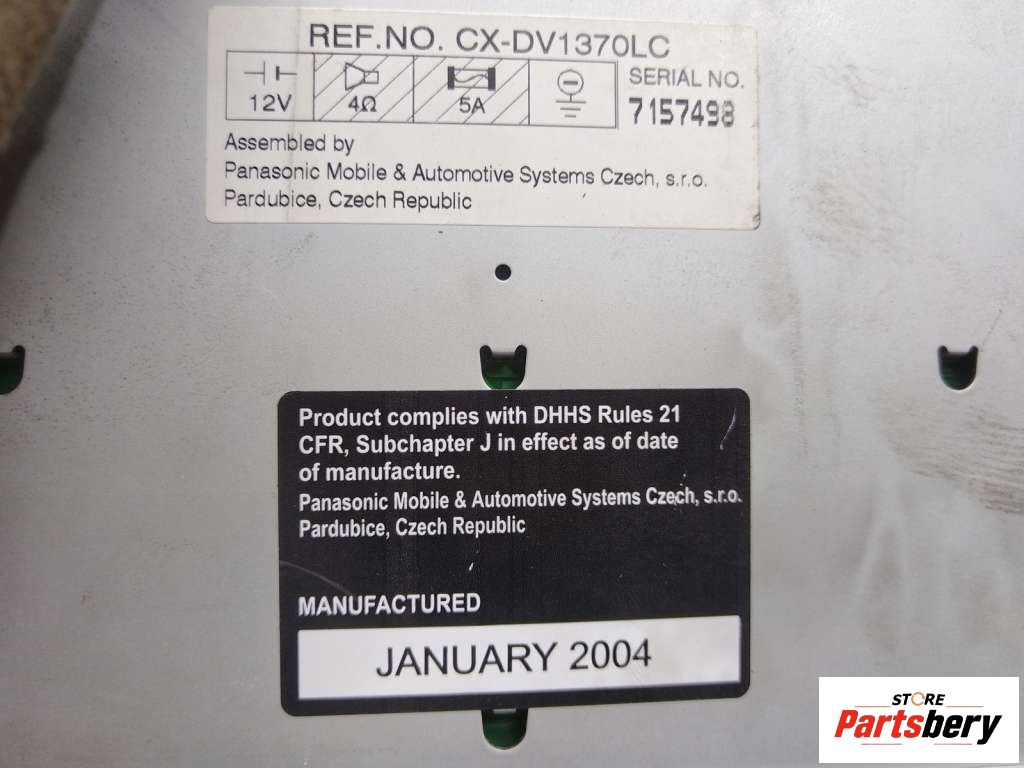 REF.NO. CX-DV1370LC
12V 4Ω 5A
SERIAL NO.
7157498
Assembled by
Panasonic Mobile & Automotive Systems Czech, s.r.o.
Pardubice, Czech Republic
Product complies with DHHS Rules 21
CFR, Subchapter J in effect as of date
of manufacture.
Panasonic Mobile & Automotive Systems Czech, s.r.o.
Pardubice, Czech Republic
MANUFACTURED
JANUARY 2004
STORE
Partsbery